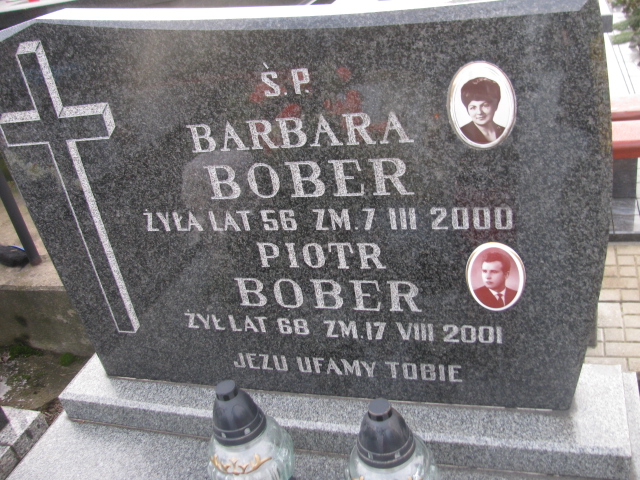 Ś.P.
BARBARA
BOBER
ŻYŁA LAT 56 ZM. 7 III 2000
PIOTR
BOBER
ŻYŁ LAT 68 ZM. 17 VIII 2001
JEZU UFAMY TOBIE